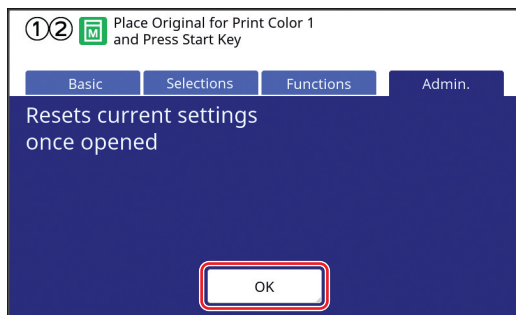 ①② M Place Original for Print Color 1
and Press Start Key
Basic Selections Functions Admin.
Resets current settings
once opened
OK